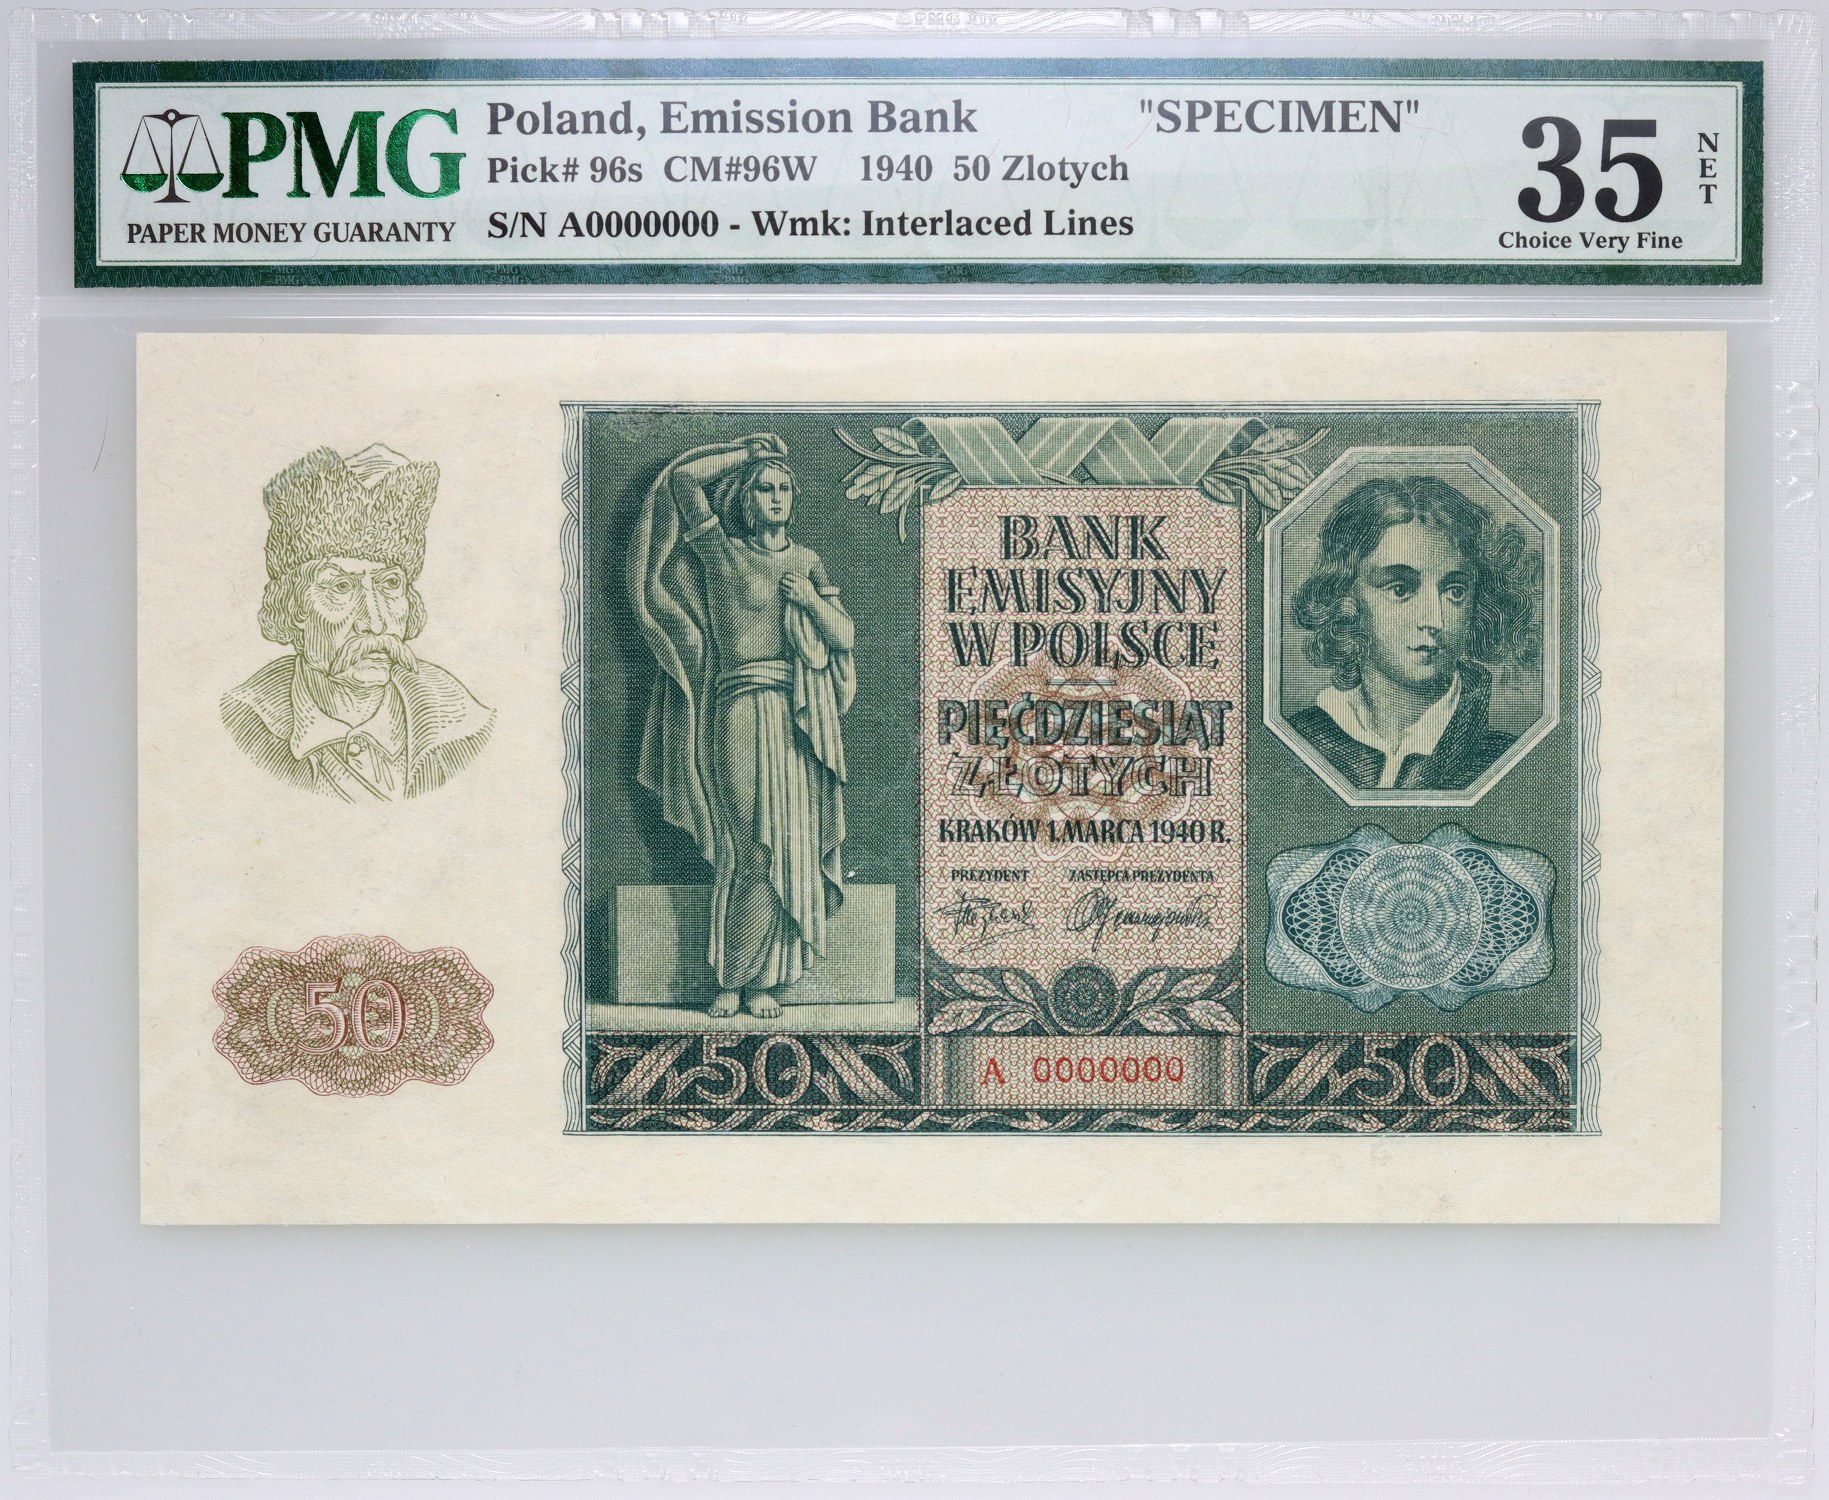 PMG
PAPER MONEY GUARANTY
Poland, Emission Bank "SPECIMEN"
Pick# 96s CM#96W 1940 50 Zlotych
S/N A0000000 - Wmk: Interlaced Lines
35
NET
Choice Very Fine
BANK
EMISYJNY
W POLSCE
PIĘĆDZIESIĄT
ZŁOTYCH
KRAKÓW 1. MARCA 1940 R.
PREZYDENT ZASTĘPCA PREZYDENTA
50
50 A 0000000 50